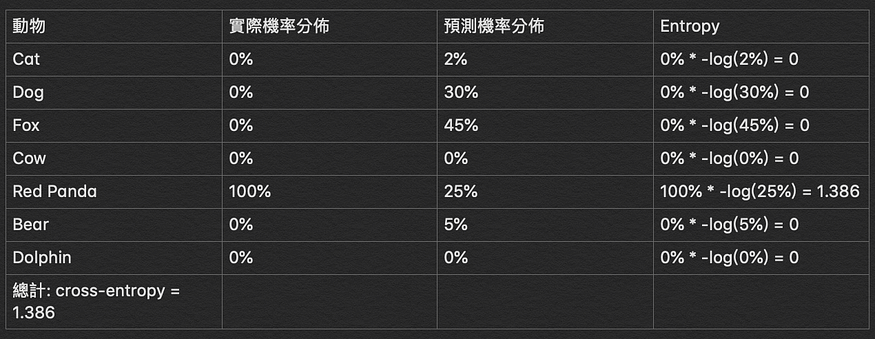 動物 實際機率分佈 預測機率分佈 Entropy
Cat 0% 2% 0% * -log(2%) = 0
Dog 0% 30% 0% * -log(30%) = 0
Fox 0% 45% 0% * -log(45%) = 0
Cow 0% 0% 0% * -log(0%) = 0
Red Panda 100% 25% 100% * -log(25%) = 1.386
Bear 0% 5% 0% * -log(5%) = 0
Dolphin 0% 0% 0% * -log(0%) = 0
總計: cross-entropy =
1.386